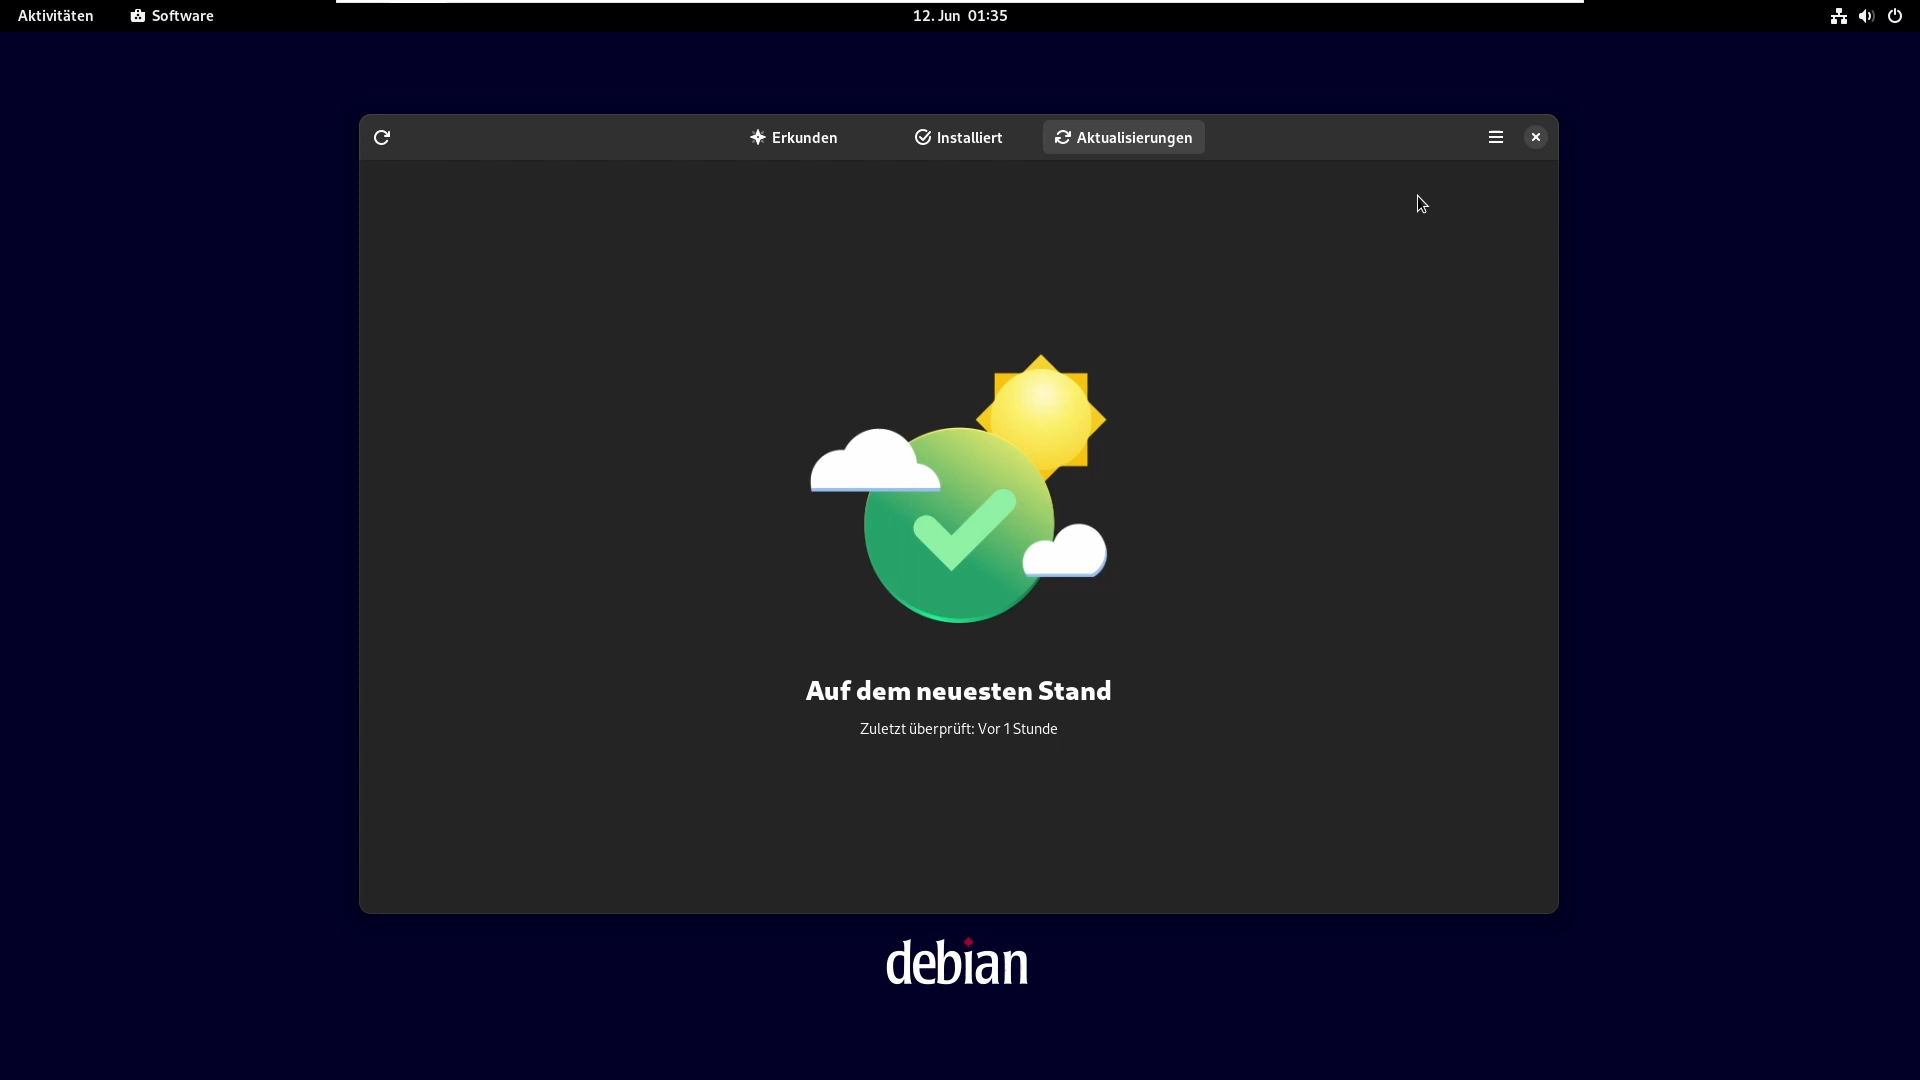 Aktivitäten
Software
12. Jun 01:35
Erkunden
Installiert
Aktualisierungen
Auf dem neuesten Stand
Zuletzt überprüft: Vor 1 Stunde
debian